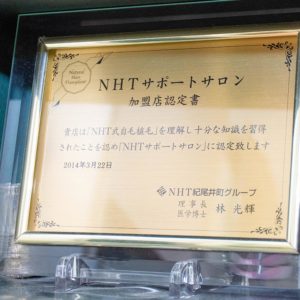 Natural
Hair
Transplant
NHTサポートサロン
加盟店認定書
貴店は「NHT式自毛植毛」を理解し十分な知識を習得
されたことを認め「NHTサポートサロン」に認定致します
2014年3月22日
NHT紀尾井町グループ
理事長
医学博士 林 光輝